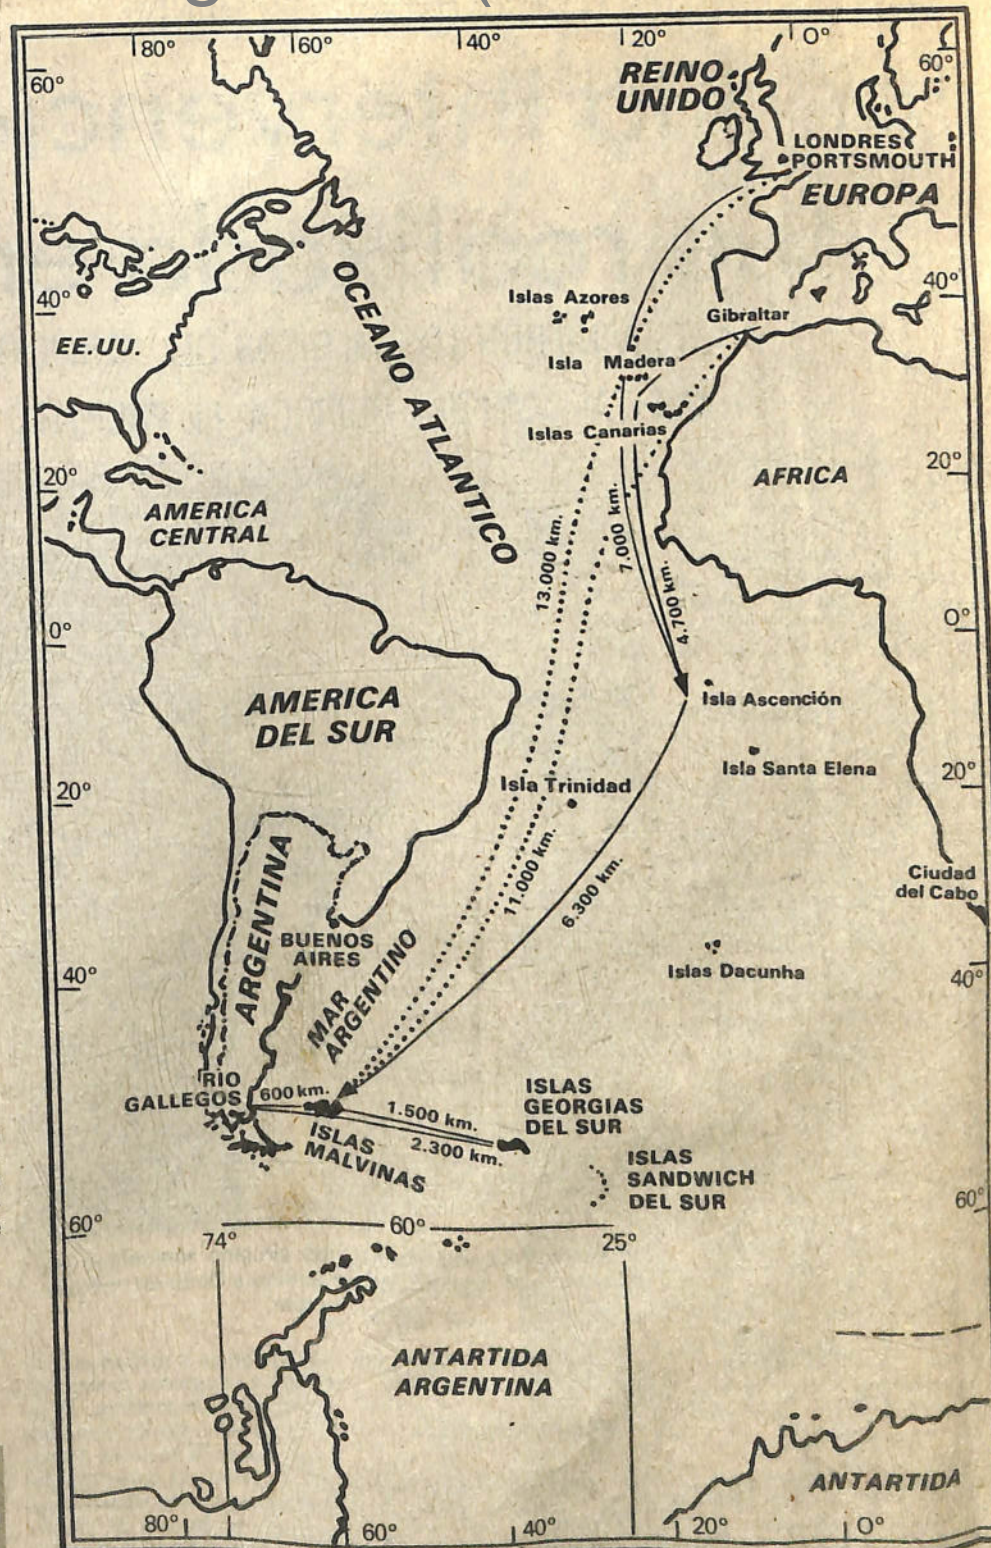 80°
60°
40°
20°
0°
60°
60°
REINO
UNIDO
LONDRES
PORTSMOUTH
EUROPA
OCEANO ATLANTICO
Islas Azores
40°
40°
Gibraltar
EE.UU.
Isla Madera
Islas Canarias
20°
20°
AFRICA
AMERICA
CENTRAL
13.000 km.
7.000 km.
4.700 km.
0°
0°
AMERICA
DEL SUR
Isla Ascención
Isla Santa Elena
20°
20°
Isla Trinidad
11.000 km.
6.300 km.
ARGENTINA
Ciudad
del Cabo
BUENOS
AIRES
MAR
ARGENTINO
Islas Dacunha
40°
40°
RIO
GALLEGOS
600 km.
1.500 km.
2.300 km.
ISLAS
GEORGIAS
DEL SUR
ISLAS
MALVINAS
ISLAS
SANDWICH
DEL SUR
60°
60°
74°
60°
25°
ANTARTIDA
ARGENTINA
ANTARTIDA
80°
60°
40°
20°
0°